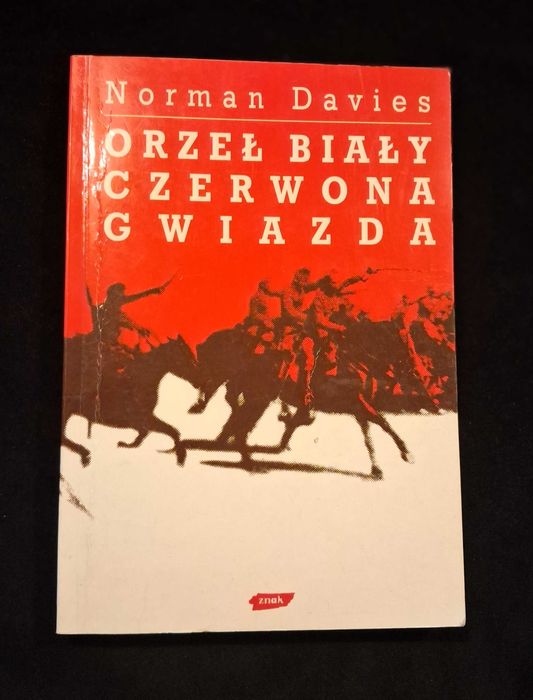 Norman Davies
ORZEŁ BIAŁY
CZERWONA
GWIAZDA
znak